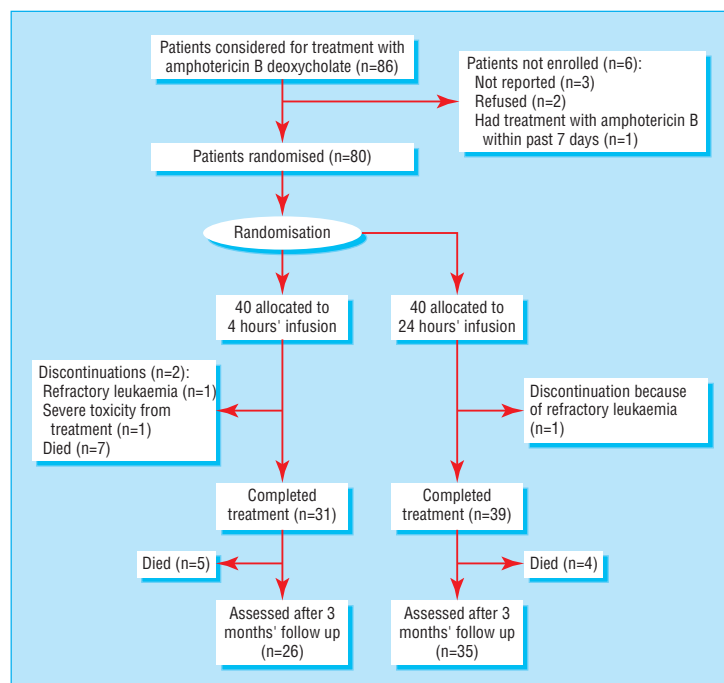 Patients considered for treatment with
amphotericin B deoxycholate (n=86)
Patients not enrolled (n=6):
Not reported (n=3)
Refused (n=2)
Had treatment with amphotericin B
within past 7 days (n=1)
Patients randomised (n=80)
Randomisation
40 allocated to
4 hours' infusion
40 allocated to
24 hours' infusion
Discontinuations (n=2):
Refractory leukaemia (n=1)
Severe toxicity from
treatment (n=1)
Died (n=7)
Discontinuation because
of refractory leukaemia
(n=1)
Completed
treatment (n=31)
Completed
treatment (n=39)
Died (n=5)
Died (n=4)
Assessed after 3
months' follow up
(n=26)
Assessed after 3
months' follow up
(n=35)